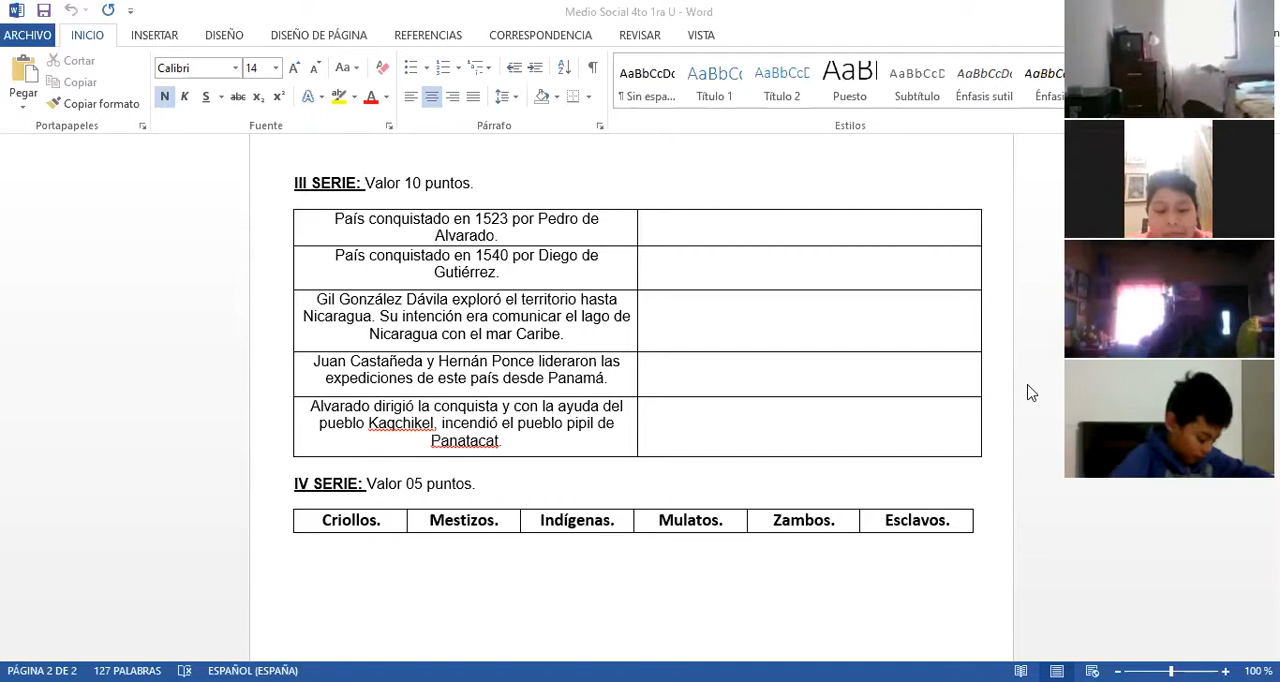 Medio Social 4to 1ra U - Word
ARCHIVO INICIO INSERTAR DISEÑO DISEÑO DE PÁGINA REFERENCIAS CORRESPONDENCIA REVISAR VISTA
Pegar
Cortar
Copiar
Copiar formato
Portapapeles
Calibri 14
Aa
N K S abc x₂ x²
A A
Fuente
Párrafo
AaBbCcDc AaBbCc AaBbCcD AaBl AaBbCcD AaBbCcD AaBbCcD
¶ Sin espa... Título 1 Título 2 Puesto Subtítulo Énfasis sutil Énfasis
Estilos
III SERIE: Valor 10 puntos.
País conquistado en 1523 por Pedro de
Alvarado.
País conquistado en 1540 por Diego de
Gutiérrez.
Gil González Dávila exploró el territorio hasta
Nicaragua. Su intención era comunicar el lago de
Nicaragua con el mar Caribe.
Juan Castañeda y Hernán Ponce lideraron las
expediciones de este país desde Panamá.
Alvarado dirigió la conquista y con la ayuda del
pueblo Kaqchikel, incendió el pueblo pipil de
Panatacat.
IV SERIE: Valor 05 puntos.
Criollos. Mestizos. Indígenas. Mulatos. Zambos. Esclavos.
PÁGINA 2 DE 2 127 PALABRAS ESPAÑOL (ESPAÑA) 100 %